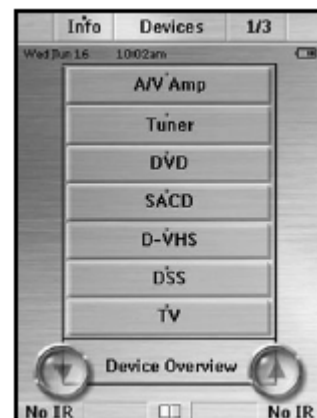 Info Devices 1/3
Wed Jun 16 10:02am
A/V Amp
Tuner
DVD
SACD
D-VHS
DSS
TV
Device Overview
No IR No IR